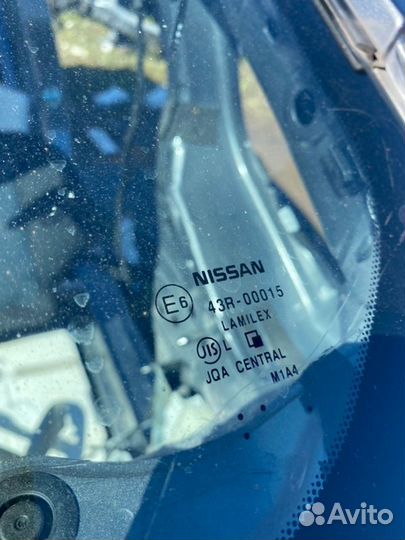 NISSAN
E6 43R-00015
LAMILEX
JIS L
JQA CENTRAL
M1A4
Avito